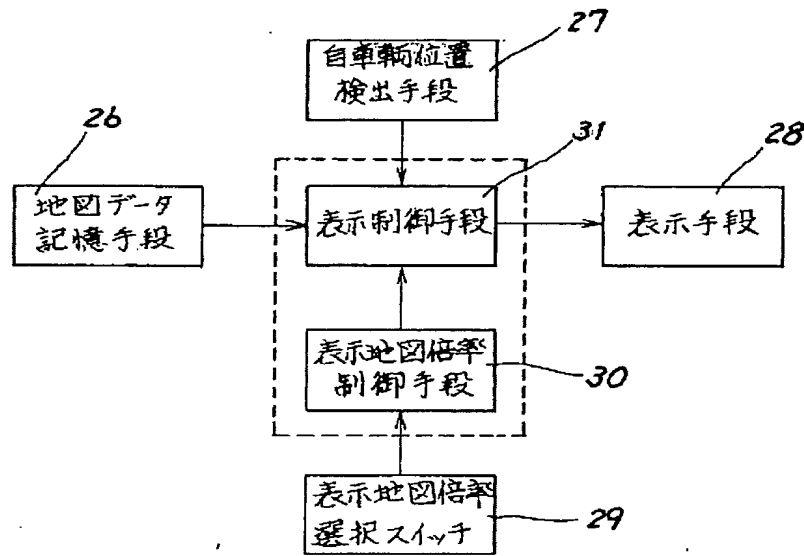 27
自車輌位置
検出手段
26
31
28
地図データ
記憶手段
表示制御手段
表示手段
表示地図倍率
制御手段
30
表示地図倍率
選択スイッチ
29